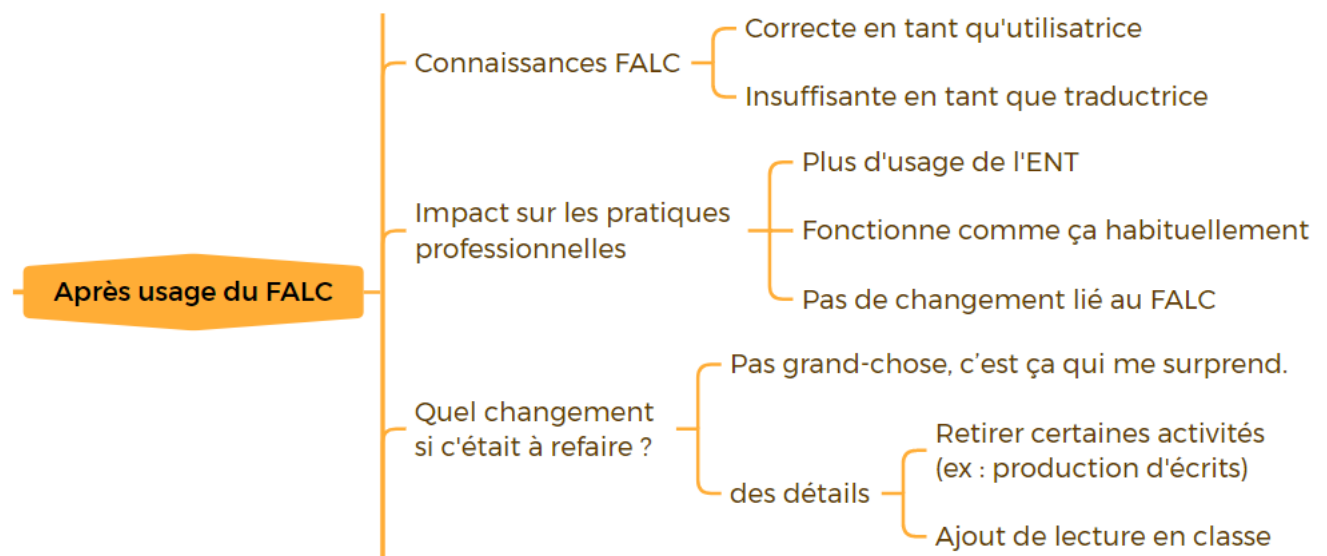 Après usage du FALC
Connaissances FALC
Correcte en tant qu'utilisatrice
Insuffisante en tant que traductrice
Impact sur les pratiques
professionnelles
Plus d'usage de l'ENT
Fonctionne comme ça habituellement
Pas de changement lié au FALC
Quel changement
si c'était à refaire ?
Pas grand-chose, c’est ça qui me surprend.
des détails
Retirer certaines activités
(ex : production d'écrits)
Ajout de lecture en classe